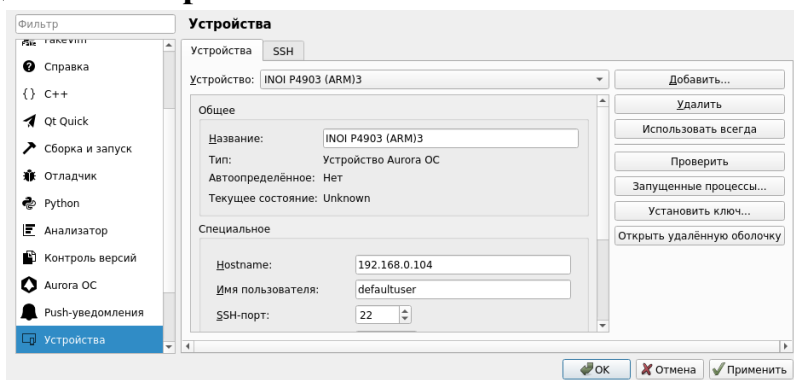 Фильтр
FakeVim
Справка
{} C++
Qt Quick
Сборка и запуск
Отладчик
Python
Анализатор
Контроль версий
Aurora ОС
Push-уведомления
Устройства
Устройства
Устройства SSH
Устройство: INOI P4903 (ARM)3
Общее
Название: INOI P4903 (ARM)3
Тип: Устройство Aurora ОС
Автоопределённое: Нет
Текущее состояние: Unknown
Специальное
Hostname: 192.168.0.104
Имя пользователя: defaultuser
SSH-порт: 22
Добавить...
Удалить
Использовать всегда
Проверить
Запущенные процессы...
Установить ключ...
Открыть удалённую оболочку
OK Отмена Применить